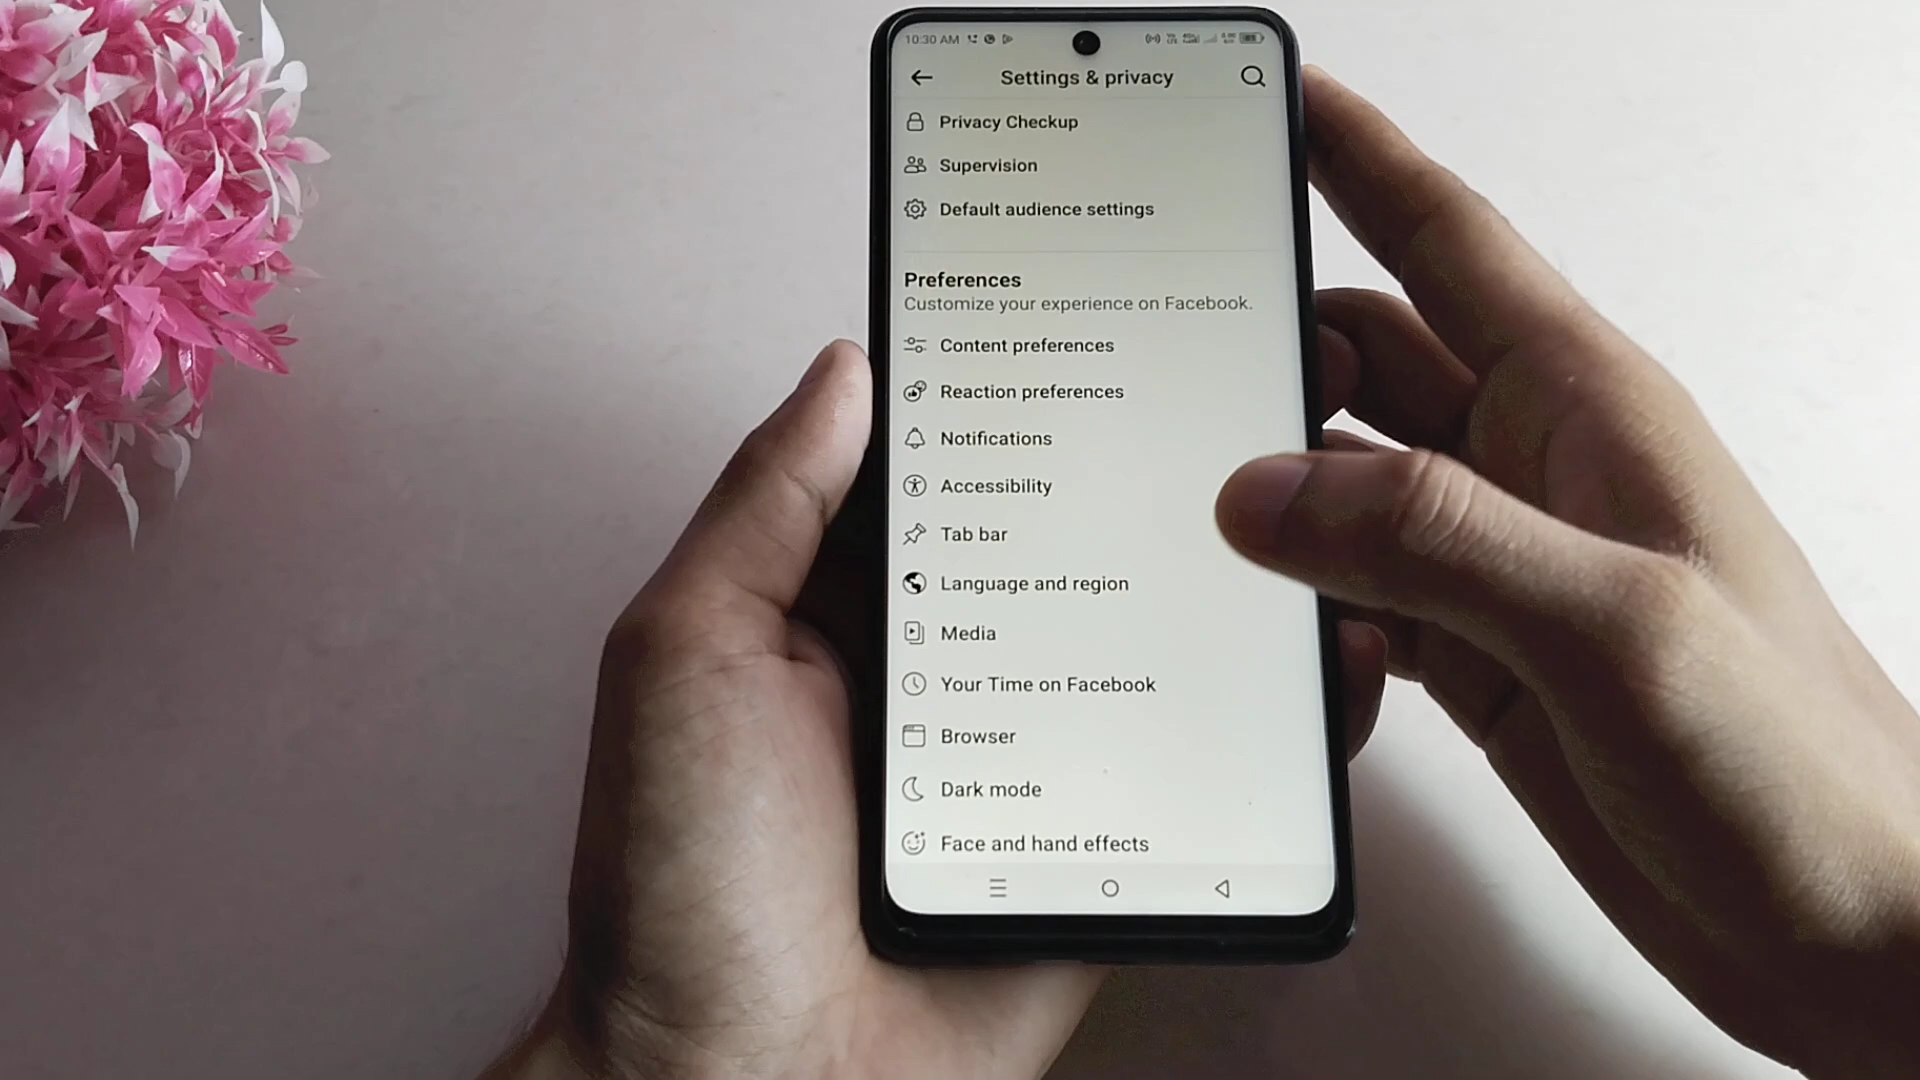 10:30 AM
Settings & privacy
Privacy Checkup
Supervision
Default audience settings
Preferences
Customize your experience on Facebook.
Content preferences
Reaction preferences
Notifications
Accessibility
Tab bar
Language and region
Media
Your Time on Facebook
Browser
Dark mode
Face and hand effects